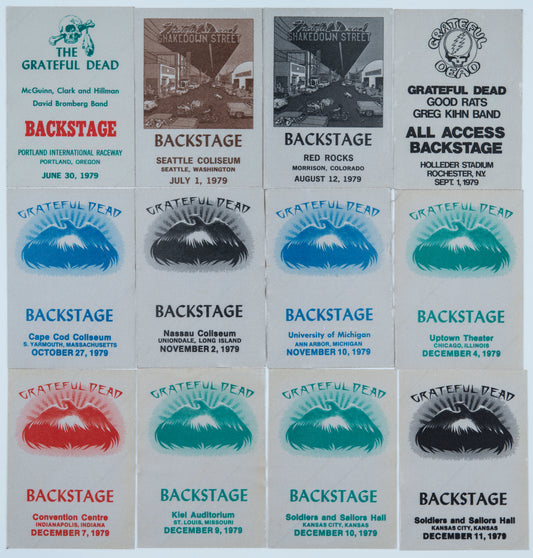 THE
GRATEFUL DEAD
McGuinn, Clark and Hillman
David Bromberg Band
BACKSTAGE
PORTLAND INTERNATIONAL RACEWAY
PORTLAND, OREGON
JUNE 30, 1979
Grateful Dead
SHAKEDOWN STREET
BACKSTAGE
SEATTLE COLISEUM
SEATTLE, WASHINGTON
JULY 1, 1979
Grateful Dead
SHAKEDOWN STREET
BACKSTAGE
RED ROCKS
MORRISON, COLORADO
AUGUST 12, 1979
GRATEFUL
DEAD
GRATEFUL DEAD
GOOD RATS
GREG KIHN BAND
ALL ACCESS
BACKSTAGE
HOLLEDER STADIUM
ROCHESTER, N.Y.
SEPT. 1, 1979
GRATEFUL DEAD
BACKSTAGE
Cape Cod Coliseum
S. YARMOUTH, MASSACHUSETTS
OCTOBER 27, 1979
GRATEFUL DEAD
BACKSTAGE
Nassau Coliseum
UNIONDALE, LONG ISLAND
NOVEMBER 2, 1979
GRATEFUL DEAD
BACKSTAGE
University of Michigan
ANN ARBOR, MICHIGAN
NOVEMBER 10, 1979
GRATEFUL DEAD
BACKSTAGE
Uptown Theater
CHICAGO, ILLINOIS
DECEMBER 4, 1979
GRATEFUL DEAD
BACKSTAGE
Convention Centre
INDIANAPOLIS, INDIANA
DECEMBER 7, 1979
GRATEFUL DEAD
BACKSTAGE
Kiel Auditorium
ST. LOUIS, MISSOURI
DECEMBER 9, 1979
GRATEFUL DEAD
BACKSTAGE
Soldiers and Sailors Hall
KANSAS CITY, KANSAS
DECEMBER 10, 1979
GRATEFUL DEAD
BACKSTAGE
Soldiers and Sailors Hall
KANSAS CITY, KANSAS
DECEMBER 11, 1979